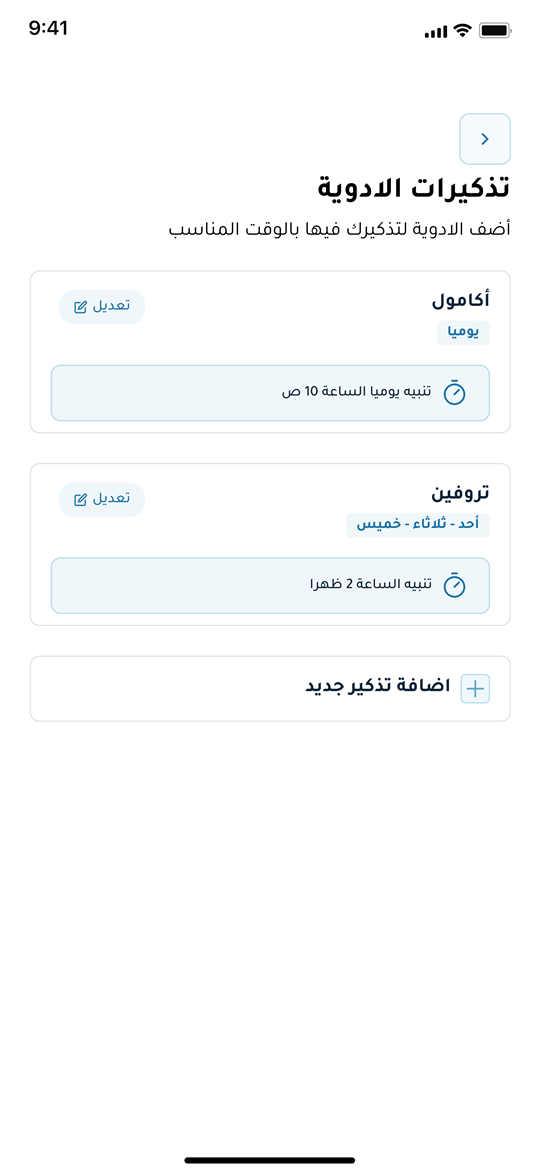 9:41
تذكيرات الادوية
أضف الادوية لتذكيرك فيها بالوقت المناسب
أكامول
تعديل
يوميا
تنبيه يوميا الساعة 10 ص
تروفين
تعديل
أحد - ثلاثاء - خميس
تنبيه الساعة 2 ظهرا
اضافة تذكير جديد